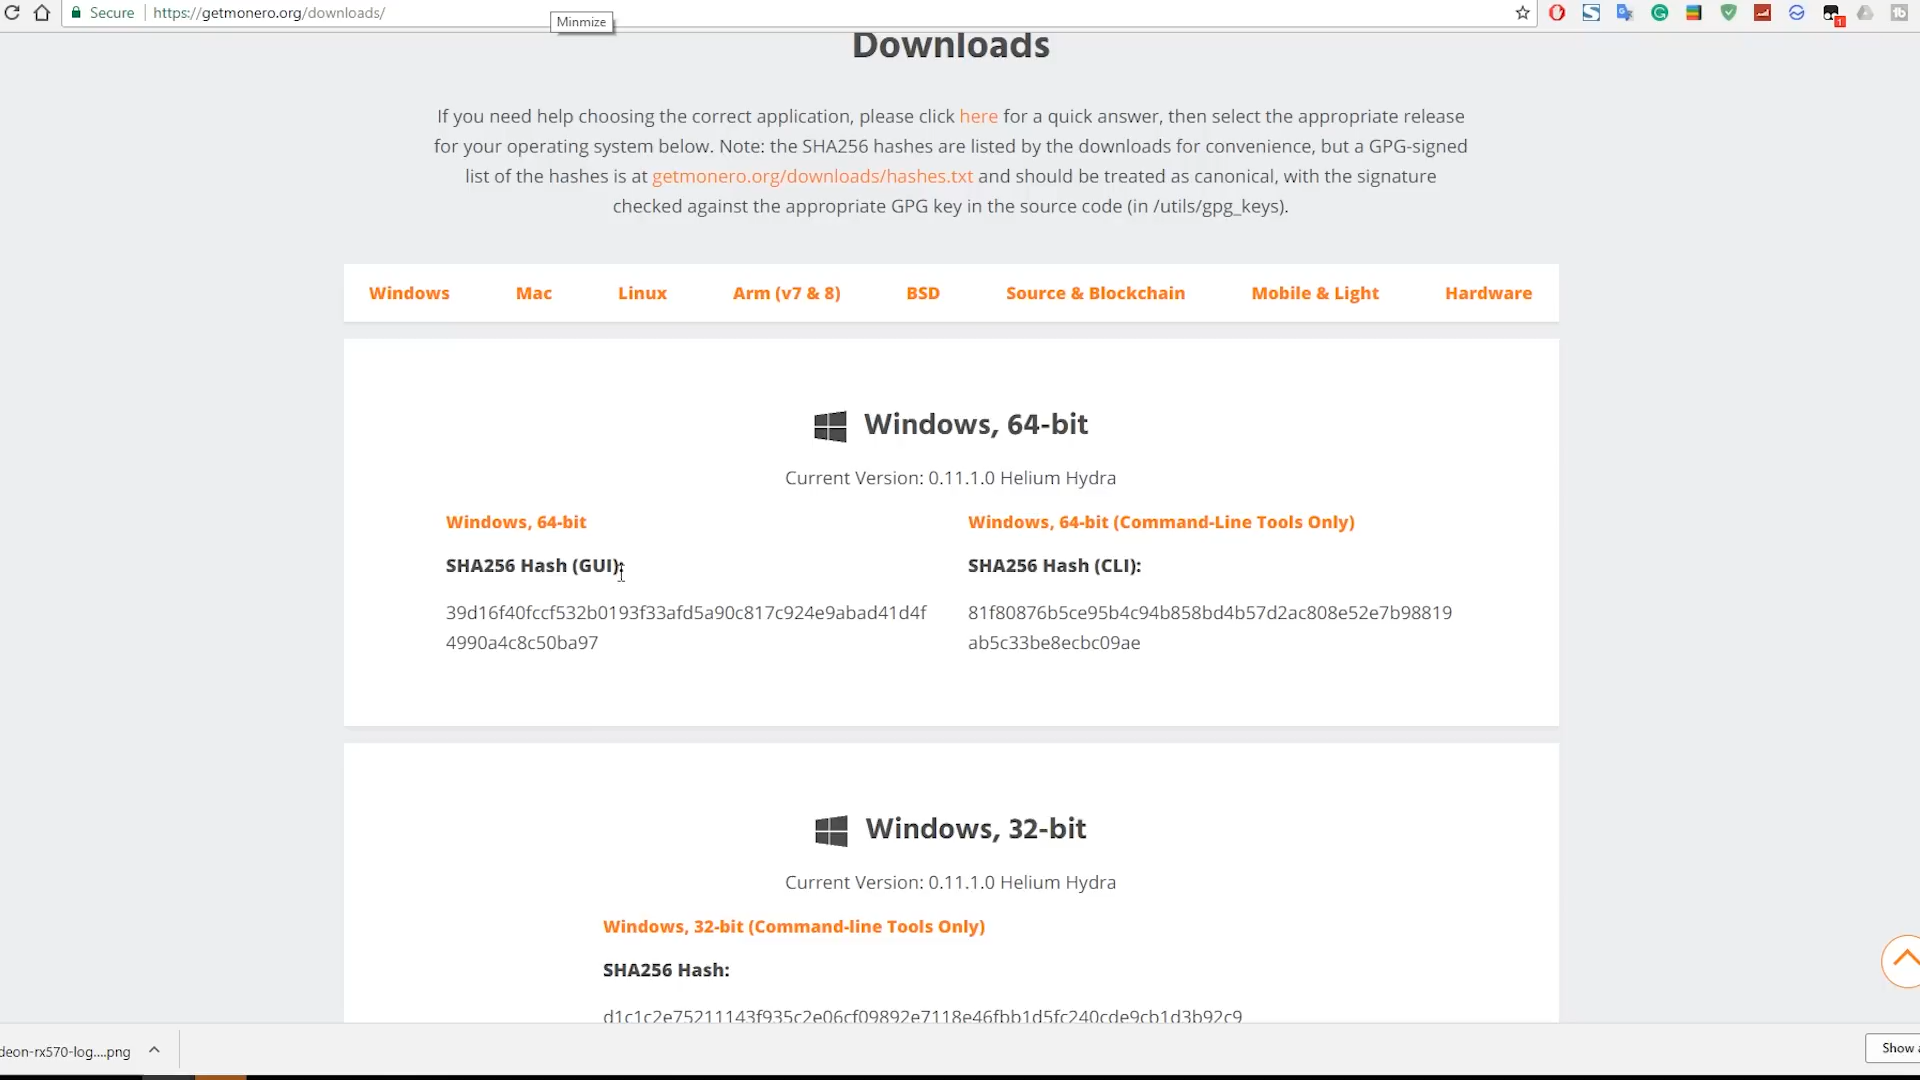 Secure
https://getmonero.org/downloads/
Minmize
1
Downloads
If you need help choosing the correct application, please click here for a quick answer, then select the appropriate release
for your operating system below. Note: the SHA256 hashes are listed by the downloads for convenience, but a GPG-signed
list of the hashes is at getmonero.org/downloads/hashes.txt and should be treated as canonical, with the signature
checked against the appropriate GPG key in the source code (in /utils/gpg_keys).
Windows Mac Linux Arm (v7 & 8) BSD Source & Blockchain Mobile & Light Hardware
Windows, 64-bit
Current Version: 0.11.1.0 Helium Hydra
Windows, 64-bit
SHA256 Hash (GUI):
39d16f40fccf532b0193f33afd5a90c817c924e9abad41d4f
4990a4c8c50ba97
Windows, 64-bit (Command-Line Tools Only)
SHA256 Hash (CLI):
81f80876b5ce95b4c94b858bd4b57d2ac808e52e7b98819
ab5c33be8ecbc09ae
Windows, 32-bit
Current Version: 0.11.1.0 Helium Hydra
Windows, 32-bit (Command-line Tools Only)
SHA256 Hash:
d1c1c2e75211143f935c2e06cf09892e7118e46fbb1d5fc240cde9cb1d3b92c9
deon-rx570-log....png
Show a